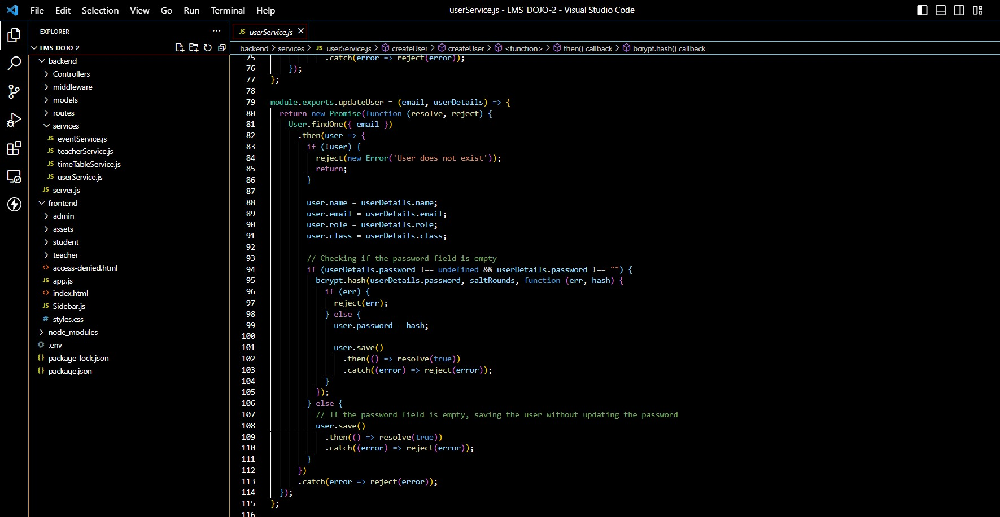 File Edit Selection View Go Run Terminal Help
userService.js - LMS_DOJO-2 - Visual Studio Code
EXPLORER
LMS_DOJO-2
backend
Controllers
middleware
models
routes
services
JS eventService.js
JS teacherService.js
JS timeTableService.js
JS userService.js
JS server.js
frontend
admin
assets
student
teacher
<> access-denied.html
JS app.js
<> index.html
JS Sidebar.js
# styles.css
node_modules
.env
{} package-lock.json
{} package.json
JS userService.js
backend > services > JS userService.js > createUser > createUser > <function> > then() callback > bcrypt.hash() callback
75 .catch(error => reject(error));
76 });
77 };
78
79 module.exports.updateUser = (email, userDetails) => {
80 return new Promise(function (resolve, reject) {
81 User.findOne({ email })
82 .then(user => {
83 if (!user) {
84 reject(new Error('User does not exist'));
85 return;
86 }
87
88 user.name = userDetails.name;
89 user.email = userDetails.email;
90 user.role = userDetails.role;
91 user.class = userDetails.class;
92
93 // Checking if the password field is empty
94 if (userDetails.password !== undefined && userDetails.password !== "") {
95 bcrypt.hash(userDetails.password, saltRounds, function (err, hash) {
96 if (err) {
97 reject(err);
98 } else {
99 user.password = hash;
100
101 user.save()
102 .then(() => resolve(true))
103 .catch((error) => reject(error));
104 }
105 });
106 } else {
107 // If the password field is empty, saving the user without updating the password
108 user.save()
109 .then(() => resolve(true))
110 .catch((error) => reject(error));
111 }
112 })
113 .catch(error => reject(error));
114 });
115 };
116